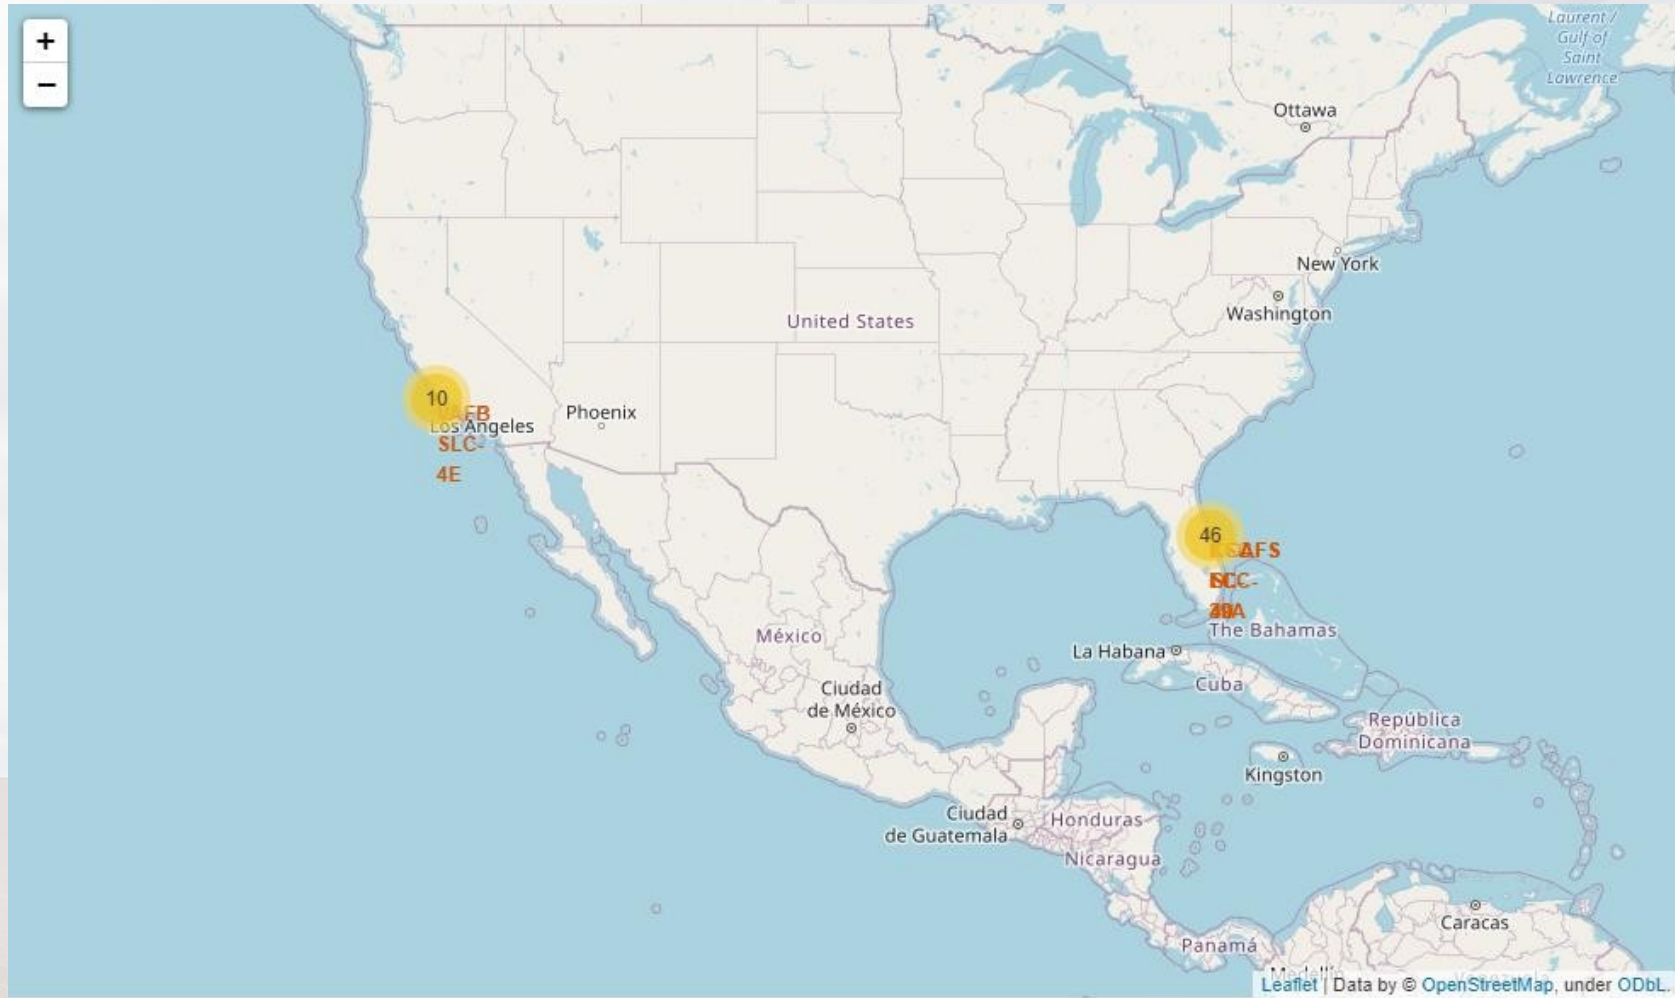 +
−
Laurent /
Gulf of
Saint
Lawrence
Ottawa
New York
Washington
United States
10
VAFB
Los Angeles
SLC-
4E
Phoenix
46
The Bahamas
La Habana
Cuba
México
Ciudad
de México
República
Dominicana
Kingston
Ciudad
de Guatemala
Honduras
Nicaragua
Caracas
Panamá
Leaflet | Data by © OpenStreetMap, under ODbL.